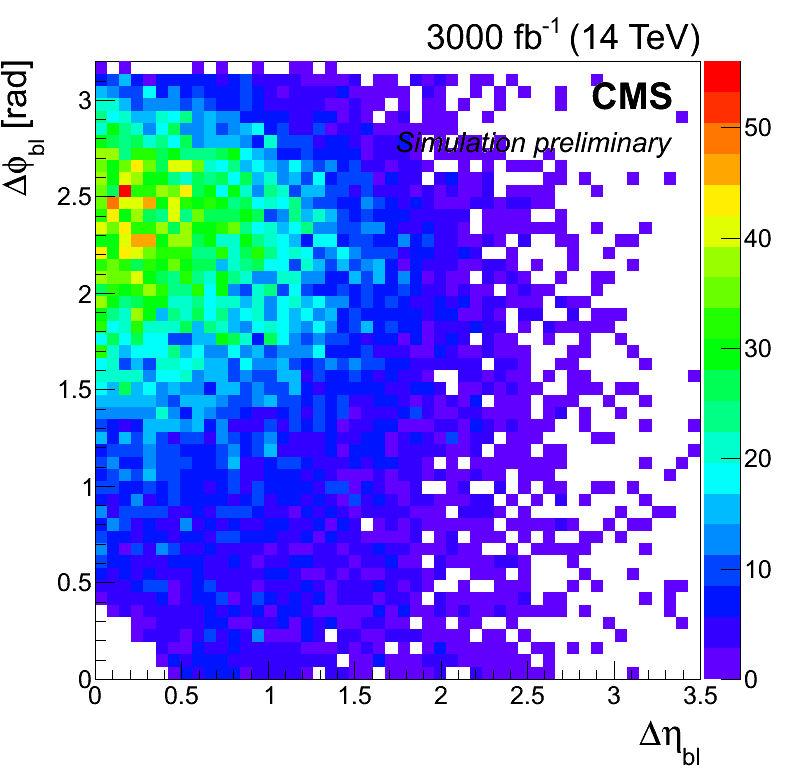 3000 fb⁻¹ (14 TeV)
CMS
Simulation preliminary
Δϕbl [rad]
3
2.5
2
1.5
1
0.5
0
0 0.5 1 1.5 2 2.5 3 3.5
Δηbl
50
40
30
20
10
0